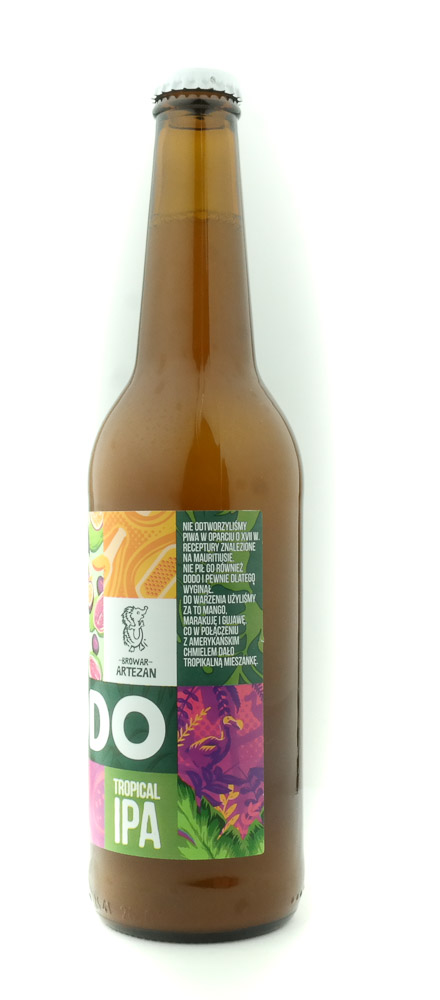 NIE ODTWORZYLIŚMY
PIWA W OPARCIU O XVII W.
RECEPTURY ZNALEZIONE
NA MAURITIUSIE.
NIE PIŁ GO RÓWNIEŻ
DODO I PEWNIE DLATEGO
WYGINĄŁ.
DO WARZENIA UŻYLIŚMY
ZA TO MANGO,
MARAKUJĘ I GUJAWĘ,
CO W POŁĄCZENIU
Z AMERYKAŃSKIM
CHMIELEM DAŁO
TROPIKALNĄ MIESZANKĘ.
-BROWAR-
ARTEZAN
DO
TROPICAL
IPA